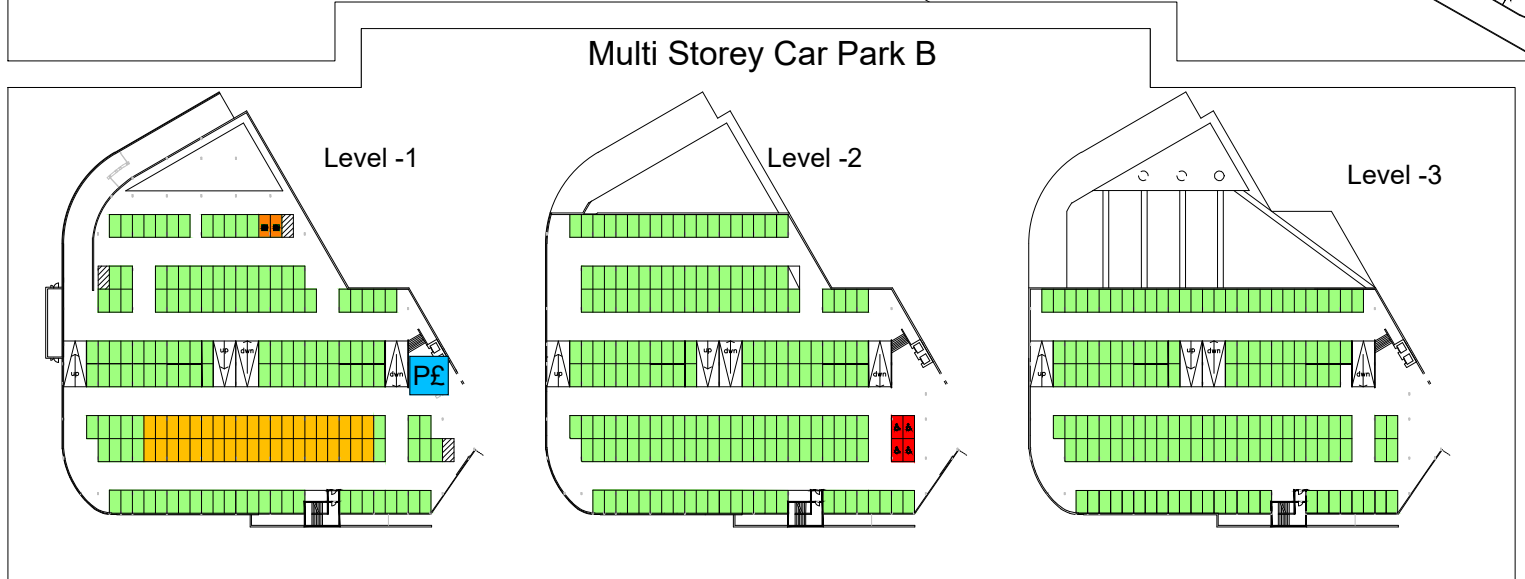 Multi Storey Car Park B
Level -1
Level -2
Level -3
up
up
dwn
dwn
P£
up
up
dwn
dwn
up
up
dwn
dwn